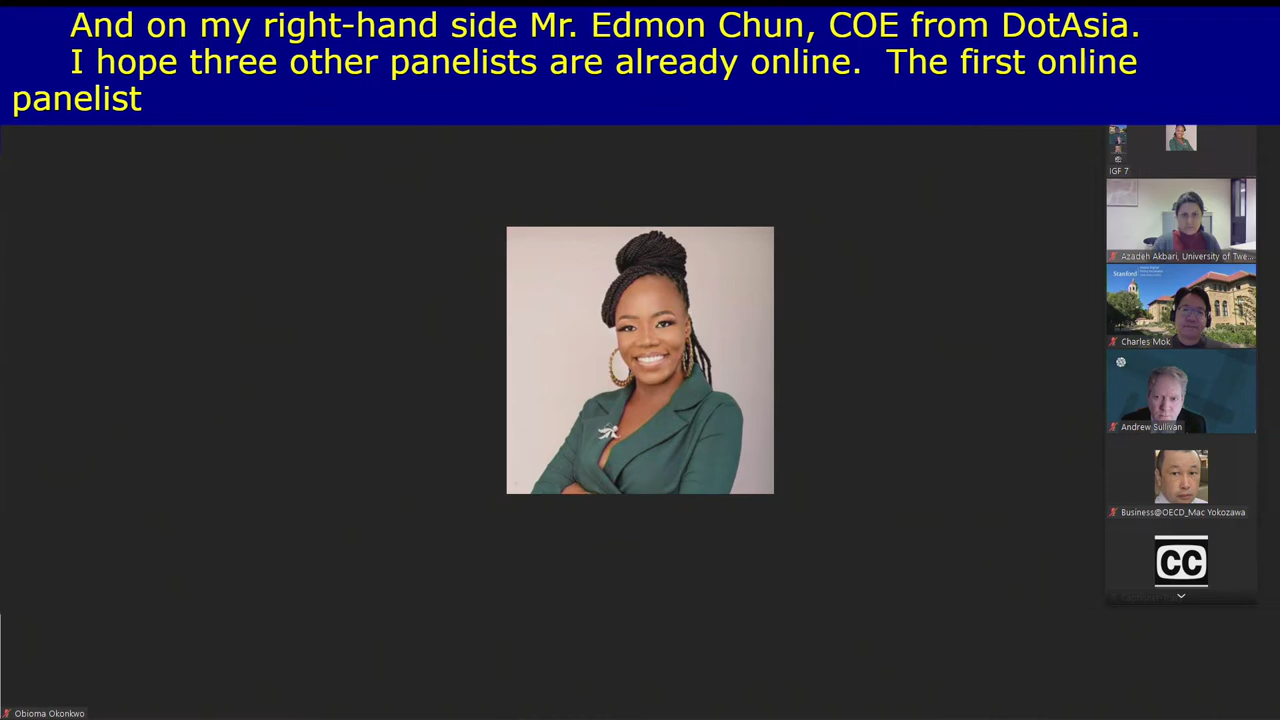 And on my right-hand side Mr. Edmon Chun, COE from DotAsia.
I hope three other panelists are already online. The first online
panelist
IGF 7
Azadeh Akbari, University of Twe...
Stanford
Charles Mok
Andrew Sullivan
Business@OECD_Mac Yokozawa
CC
Obioma Okonkwo